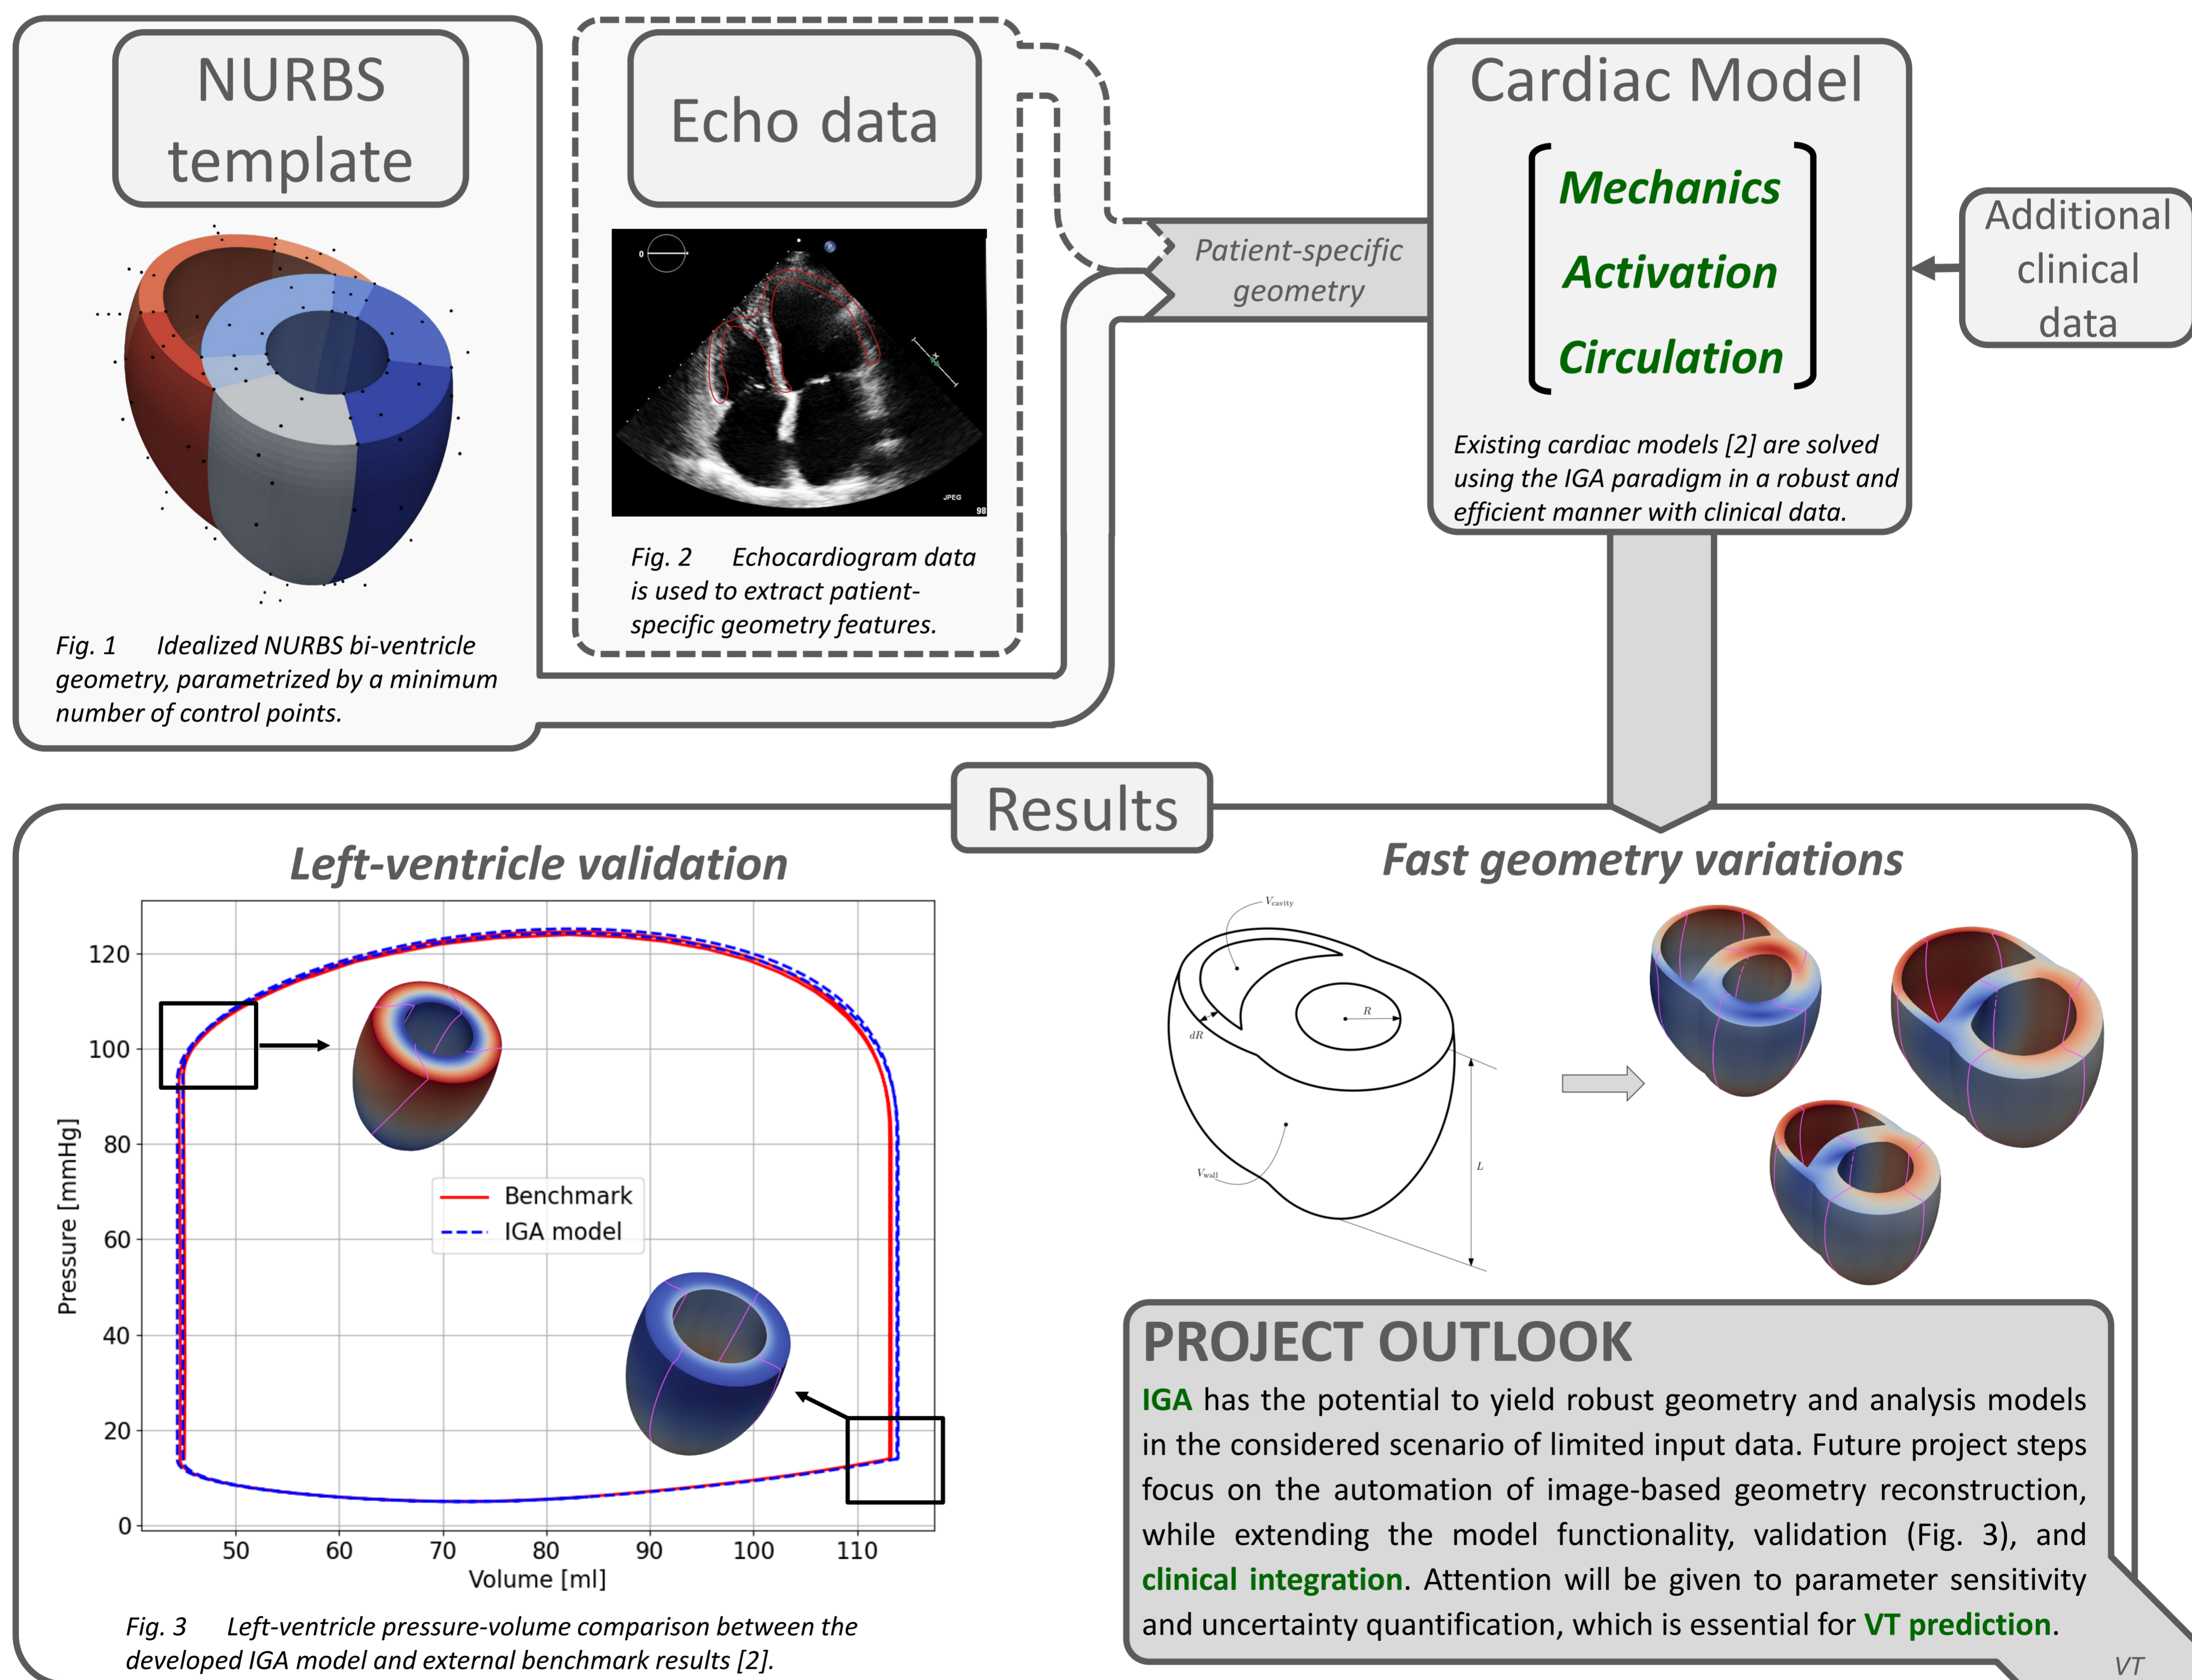 NURBS
template
Fig. 1 Idealized NURBS bi-ventricle
geometry, parametrized by a minimum
number of control points.
Echo data
0
P
JPEG
98
Fig. 2 Echocardiogram data
is used to extract patient-
specific geometry features.
Patient-specific
geometry
Cardiac Model
Mechanics
Activation
Circulation
Existing cardiac models [2] are solved
using the IGA paradigm in a robust and
efficient manner with clinical data.
Additional
clinical
data
Results
Left-ventricle validation
120
100
80
60
40
20
0
Pressure [mmHg]
Benchmark
IGA model
50 60 70 80 90 100 110
Volume [ml]
Fig. 3 Left-ventricle pressure-volume comparison between the
developed IGA model and external benchmark results [2].
Fast geometry variations
Vcavity
R
dR
L
Vwall
PROJECT OUTLOOK
IGA has the potential to yield robust geometry and analysis models
in the considered scenario of limited input data. Future project steps
focus on the automation of image-based geometry reconstruction,
while extending the model functionality, validation (Fig. 3), and
clinical integration. Attention will be given to parameter sensitivity
and uncertainty quantification, which is essential for VT prediction.
VT